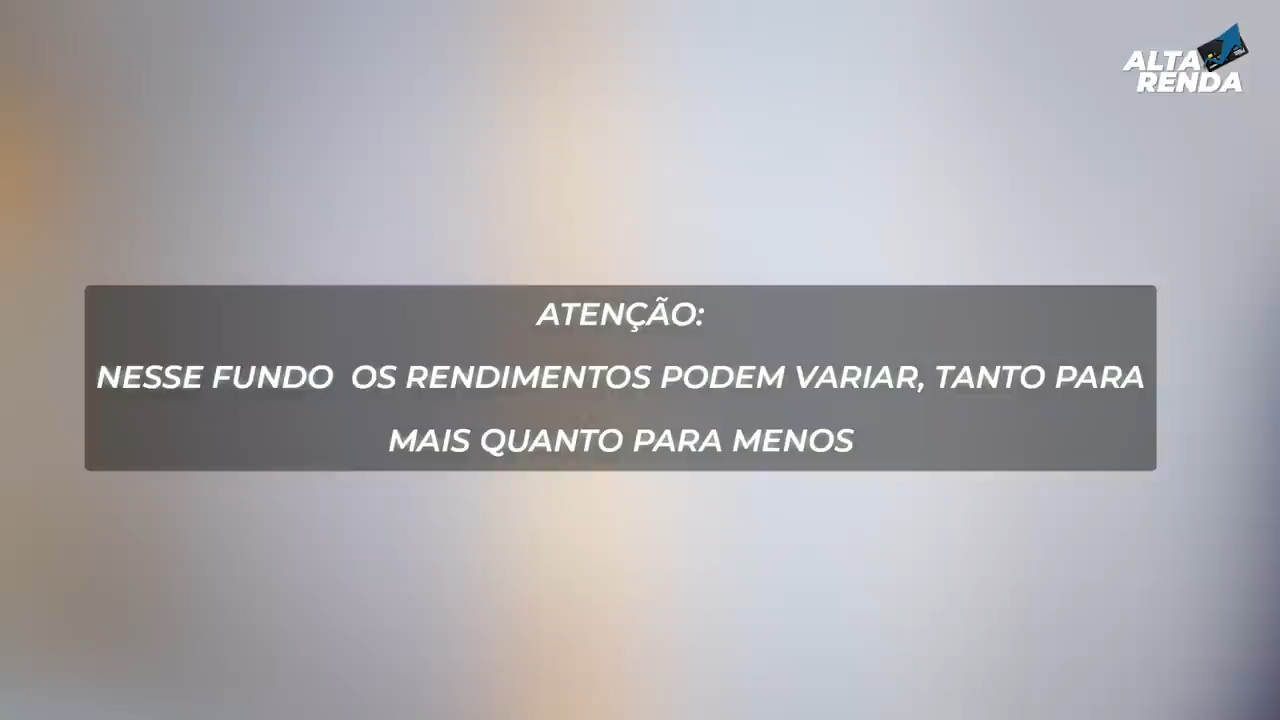 ALTA
RENDA
ATENÇÃO:
NESSE FUNDO  OS RENDIMENTOS PODEM VARIAR, TANTO PARA
MAIS QUANTO PARA MENOS